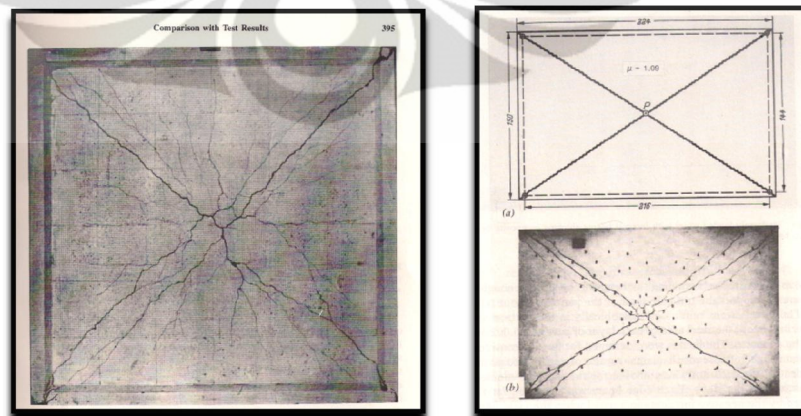 Comparison with Test Results 395
224
μ - 1.00
P
150
144
216
(a)
(b)